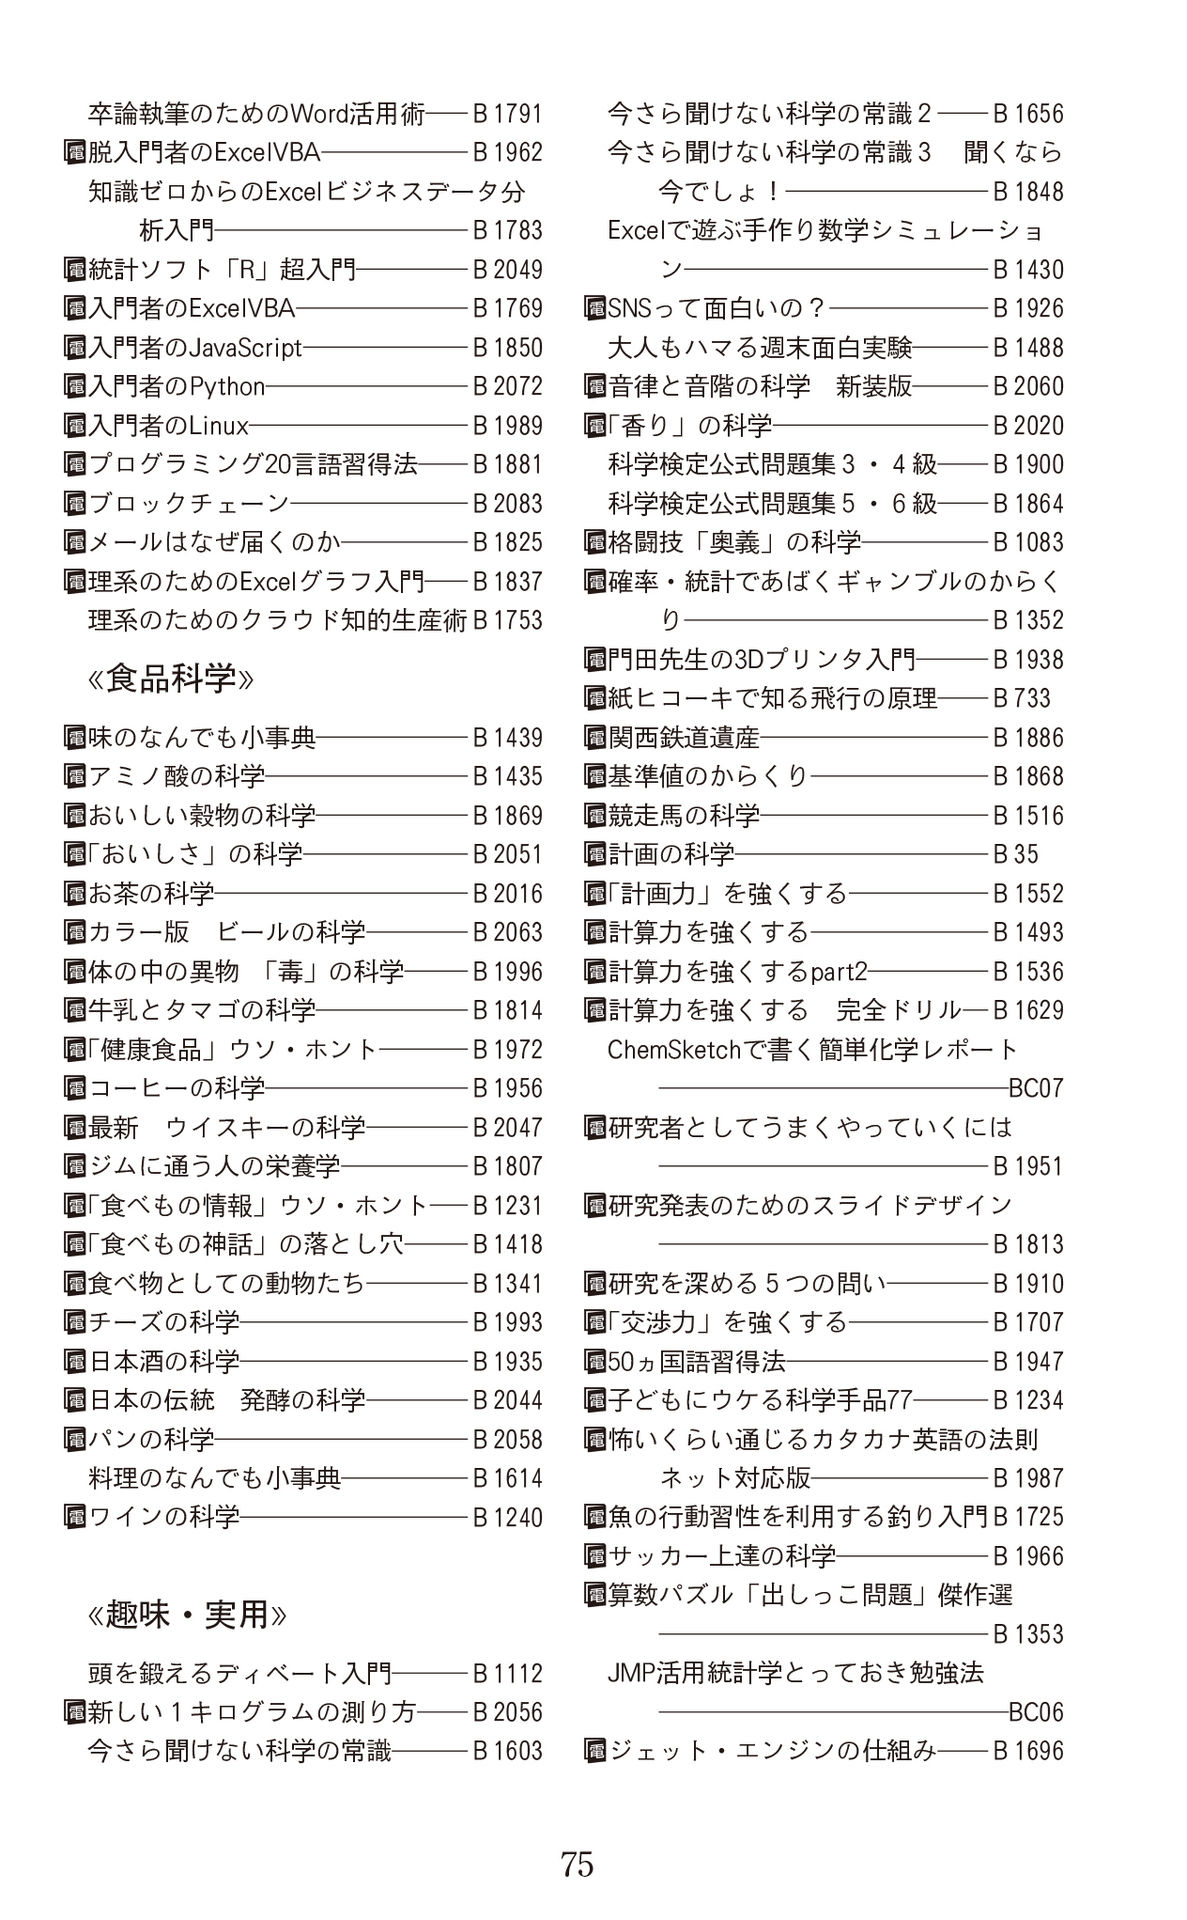 卒論執筆のためのWord活用術――B 1791
電脱入門者のExcelVBA――――――B 1962
知識ゼロからのExcelビジネスデータ分
析入門――――――――――B 1783
電統計ソフト「R」超入門――――B 2049
電入門者のExcelVBA―――――――B 1769
電入門者のJavaScript――――――B 1850
電入門者のPython――――――――B 2072
電入門者のLinux―――――――――B 1989
電プログラミング20言語習得法――B 1881
電ブロックチェーン―――――――B 2083
電メールはなぜ届くのか―――――B 1825
電理系のためのExcelグラフ入門――B 1837
理系のためのクラウド知的生産術 B 1753
《食品科学》
電味のなんでも小事典――――――B 1439
電アミノ酸の科学――――――――B 1435
電おいしい穀物の科学――――――B 1869
電「おいしさ」の科学――――――B 2051
電お茶の科学――――――――――B 2016
電カラー版　ビールの科学――――B 2063
電体の中の異物　「毒」の科学――B 1996
電牛乳とタマゴの科学――――――B 1814
電「健康食品」ウソ・ホント―――B 1972
電コーヒーの科学――――――――B 1956
電最新　ウイスキーの科学――――B 2047
電ジムに通う人の栄養学―――――B 1807
電「食べもの情報」ウソ・ホント――B 1231
電「食べもの神話」の落とし穴――B 1418
電食べ物としての動物たち――――B 1341
電チーズの科学―――――――――B 1993
電日本酒の科学―――――――――B 1935
電日本の伝統　発酵の科学――――B 2044
電パンの科学――――――――――B 2058
料理のなんでも小事典―――――B 1614
電ワインの科学―――――――――B 1240
《趣味・実用》
頭を鍛えるディベート入門―――B 1112
電新しい１キログラムの測り方――B 2056
今さら聞けない科学の常識―――B 1603
今さら聞けない科学の常識２――B 1656
今さら聞けない科学の常識３　聞くなら
今でしょ！――――――――B 1848
Excelで遊ぶ手作り数学シミュレーショ
ン――――――――――――B 1430
電SNSって面白いの？――――――B 1926
大人もハマる週末面白実験―――B 1488
電音律と音階の科学　新装版―――B 2060
電「香り」の科学――――――――B 2020
科学検定公式問題集３・４級――B 1900
科学検定公式問題集５・６級――B 1864
電格闘技「奥義」の科学―――――B 1083
電確率・統計であばくギャンブルのからく
り――――――――――――B 1352
電門田先生の3Dプリンタ入門―――B 1938
電紙ヒコーキで知る飛行の原理――B 733
電関西鉄道遺産―――――――――B 1886
電基準値のからくり―――――――B 1868
電競走馬の科学―――――――――B 1516
電計画の科学――――――――――B 35
電「計画力」を強くする―――――B 1552
電計算力を強くする―――――――B 1493
電計算力を強くするpart2―――――B 1536
電計算力を強くする　完全ドリル―B 1629
ChemSketchで書く簡単化学レポート
――――――――――――――BC07
電研究者としてうまくやっていくには
―――――――――――――B 1951
電研究発表のためのスライドデザイン
―――――――――――――B 1813
電研究を深める５つの問い――――B 1910
電「交渉力」を強くする―――――B 1707
電50ヵ国語習得法――――――――B 1947
電子どもにウケる科学手品77―――B 1234
電怖いくらい通じるカタカナ英語の法則
ネット対応版―――――――B 1987
電魚の行動習性を利用する釣り入門 B 1725
電サッカー上達の科学――――――B 1966
電算数パズル「出しっこ問題」傑作選
―――――――――――――B 1353
JMP活用統計学とっておき勉強法
――――――――――――――BC06
電ジェット・エンジンの仕組み――B 1696
75